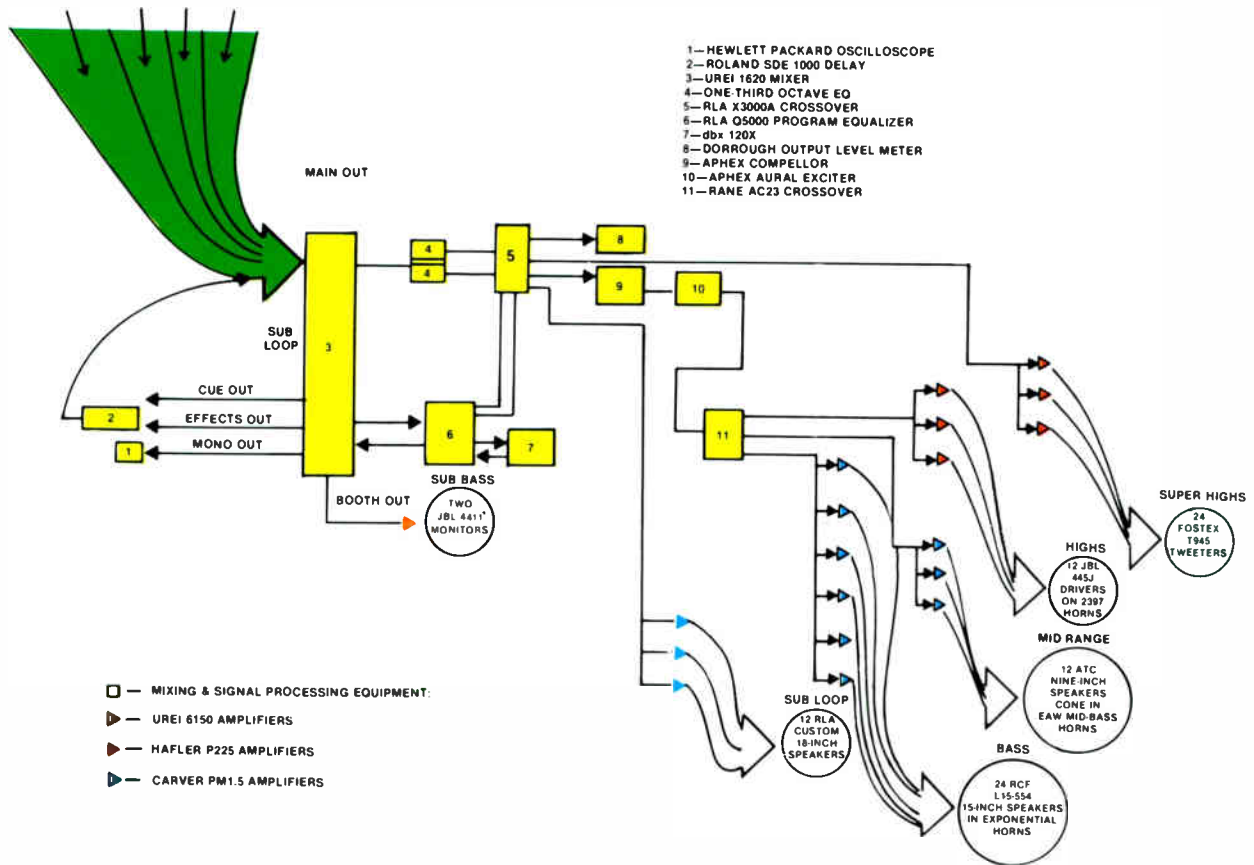 1—HEWLETT PACKARD OSCILLOSCOPE
2—ROLAND SDE 1000 DELAY
3—UREI 1620 MIXER
4—ONE-THIRD OCTAVE EQ
5—RLA X3000A CROSSOVER
6—RLA Q5000 PROGRAM EQUALIZER
7—dbx 120X
8—DORROUGH OUTPUT LEVEL METER
9—APHEX COMPELLOR
10—APHEX AURAL EXCITER
11—RANE AC23 CROSSOVER
MAIN OUT
4
4
5
8
9
10
SUB
LOOP
3
CUE OUT
2
EFFECTS OUT
1
MONO OUT
6
7
11
SUB BASS
BOOTH OUT
TWO
JBL 4411"
MONITORS
SUPER HIGHS
24
FOSTEX
T945
TWEETERS
HIGHS
12 JBL
445J
DRIVERS
ON 2397
HORNS
MID RANGE
12 ATC
NINE-INCH
SPEAKERS
CONE IN
EAW MID-BASS
HORNS
SUB LOOP
12 RLA
CUSTOM
18-INCH
SPEAKERS
BASS
24 RCF
L15-554
15-INCH SPEAKERS
IN EXPONENTIAL
HORNS
— MIXING & SIGNAL PROCESSING EQUIPMENT:
— UREI 6150 AMPLIFIERS
— HAFLER P225 AMPLIFIERS
— CARVER PM1.5 AMPLIFIERS